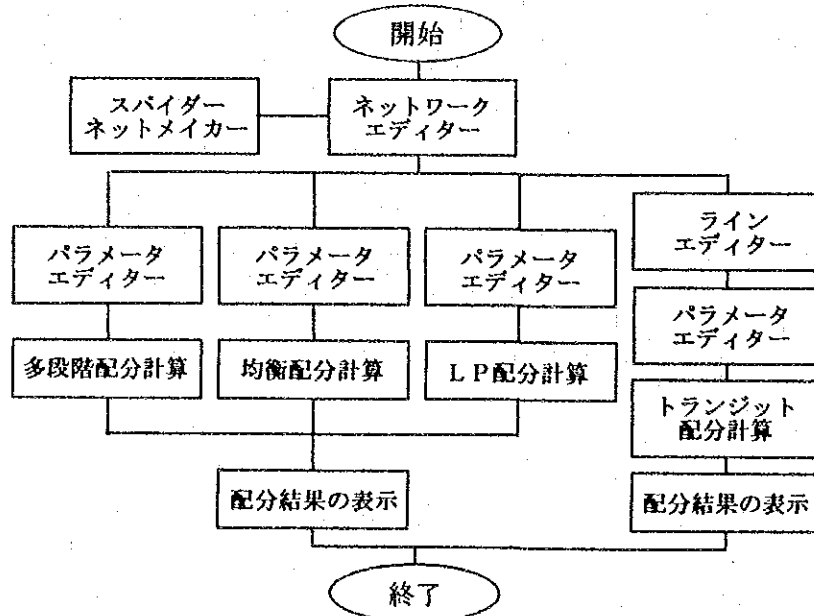 開始
スパイダー
ネットメイカー
ネットワーク
エディター
パラメータ
エディター
パラメータ
エディター
パラメータ
エディター
ライン
エディター
パラメータ
エディター
多段階配分計算
均衡配分計算
LP配分計算
トランジット
配分計算
配分結果の表示
配分結果の表示
終了